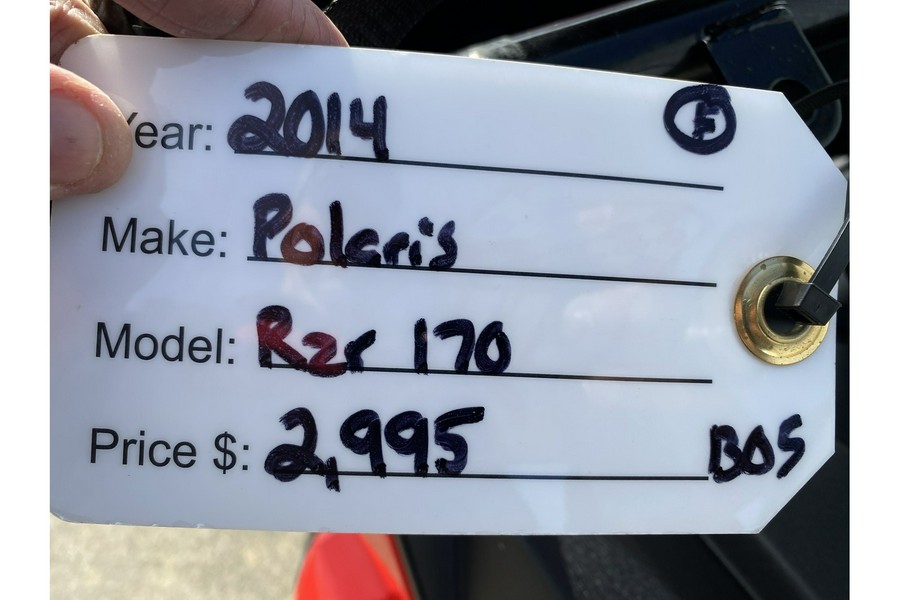 Year: 2014 F
Make: Polaris
Model: Rzr 170
Price $: 2,995 BOS